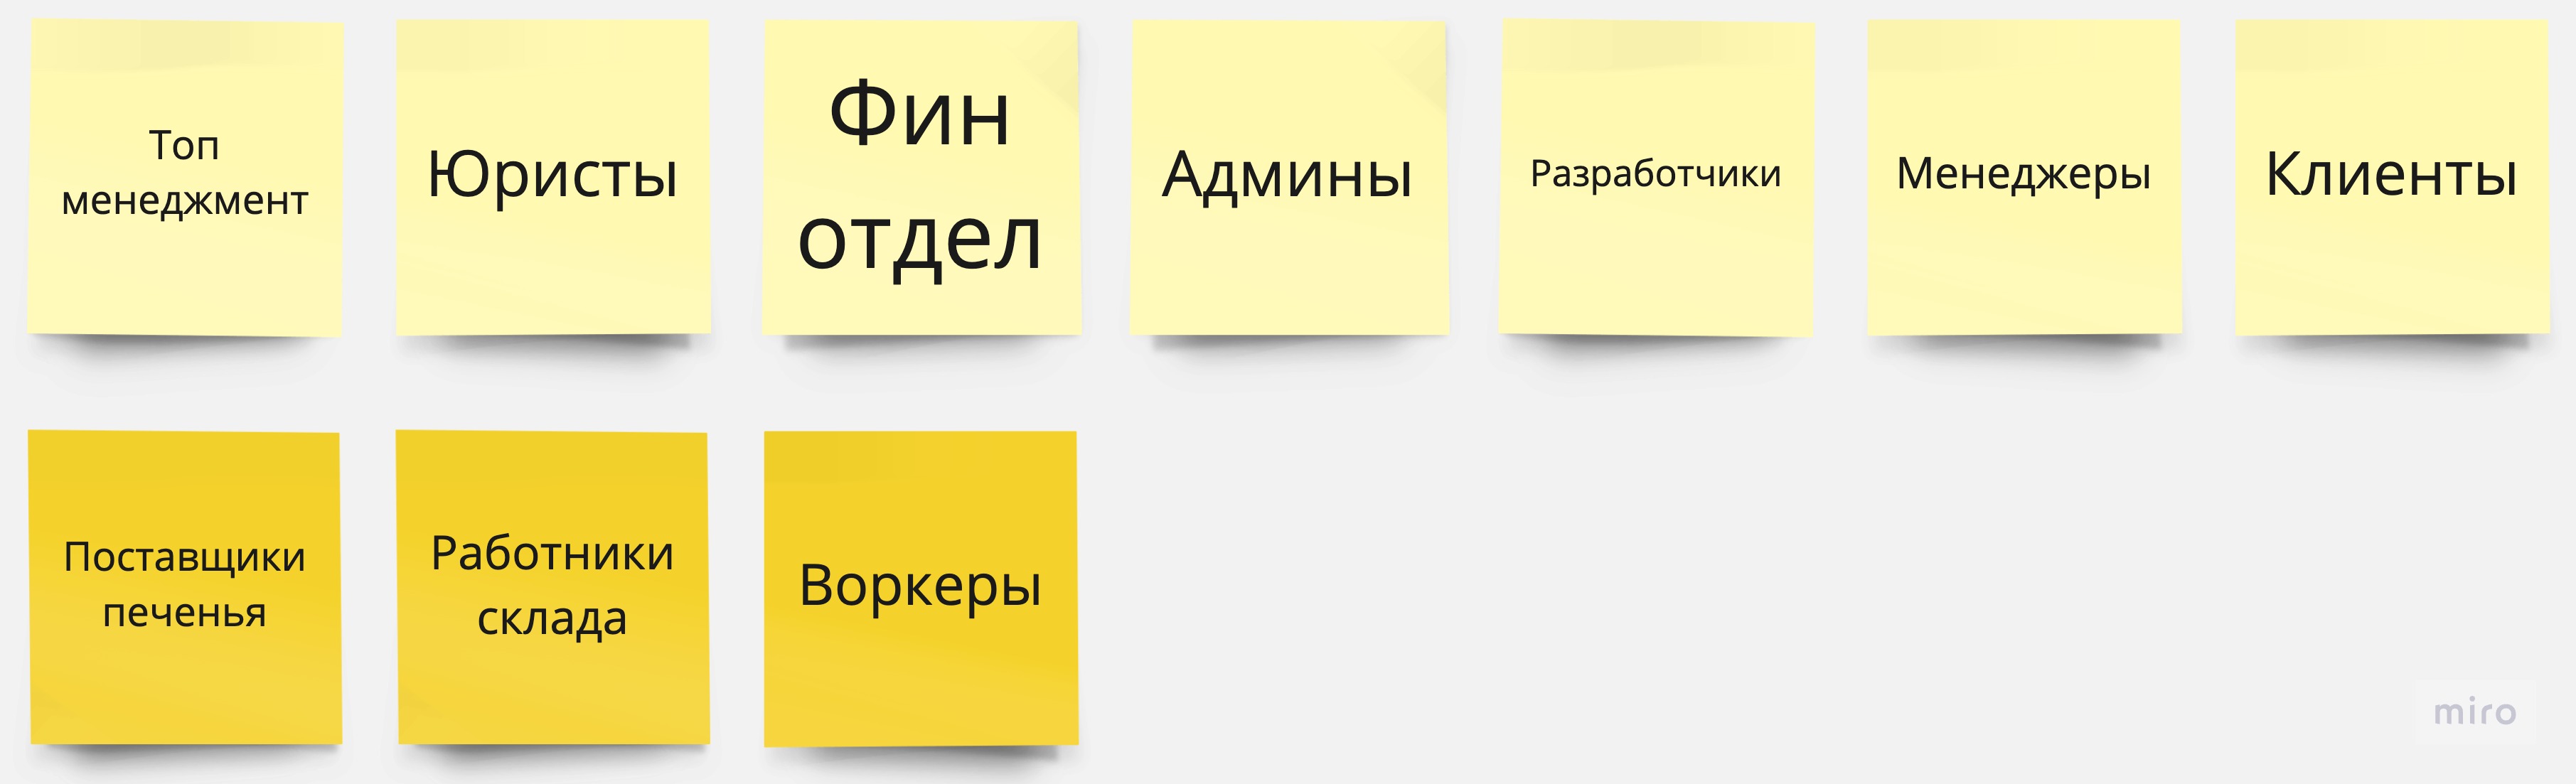 Топ
менеджмент
Юристы
Фин
отдел
Админы
Разработчики
Менеджеры
Клиенты
Поставщики
печенья
Работники
склада
Воркеры
miro